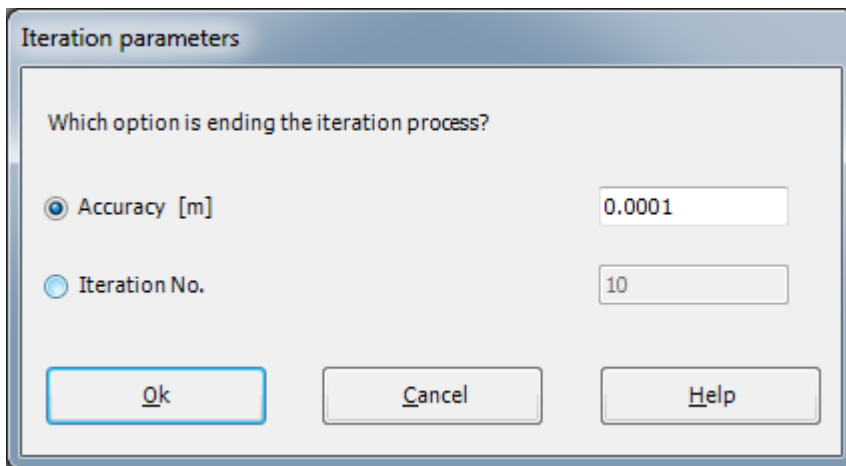 Iteration parameters
Which option is ending the iteration process?
Accuracy [m] 0.0001
Iteration No. 10
Ok Cancel Help